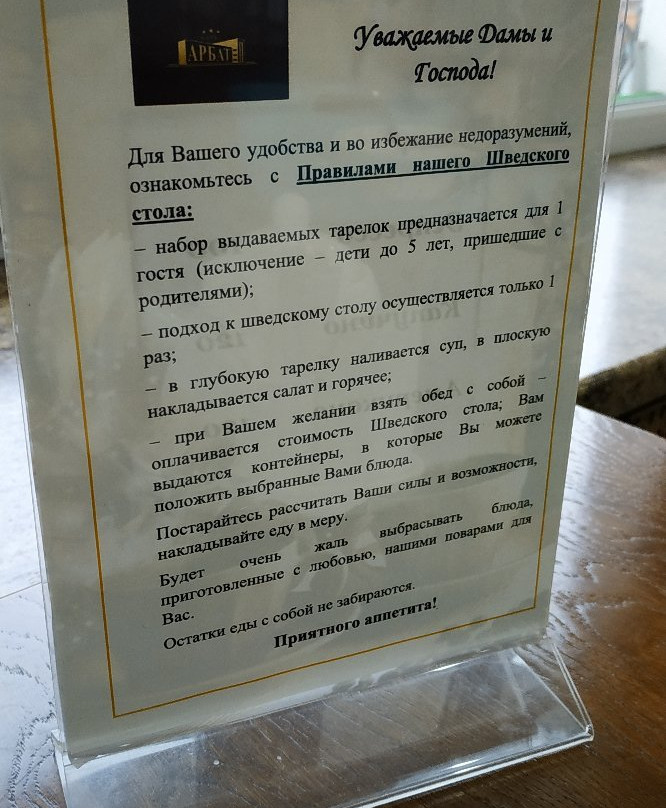 АРБАТ
Уважаемые Дамы и
Господа!
Для Вашего удобства и во избежание недоразумений,
ознакомьтесь с Правилами нашего Шведского
стола:
– набор выдаваемых тарелок предназначается для 1
гостя (исключение – дети до 5 лет, пришедшие с
родителями);
– подход к шведскому столу осуществляется только 1
раз;
– в глубокую тарелку наливается суп, в плоскую
накладывается салат и горячее;
– при Вашем желании взять обед с собой –
оплачивается стоимость Шведского стола; Вам
выдаются контейнеры, в которые Вы можете
положить выбранные Вами блюда.
Постарайтесь рассчитать Ваши силы и возможности,
накладывайте еду в меру.
Будет очень жаль выбрасывать блюда,
приготовленные с любовью, нашими поварами для
Вас.
Остатки еды с собой не забираются.
Приятного аппетита!